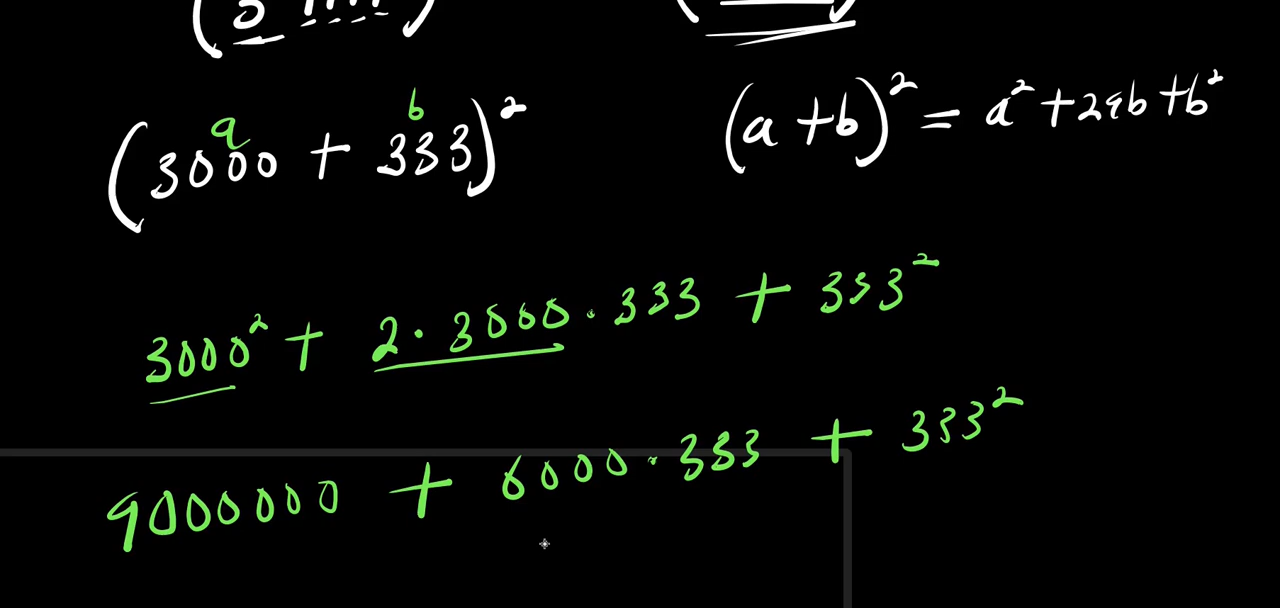 a b
(3000 + 333)²
(a + b)² = a² + 2ab + b²
3000² + 2 · 3000 · 333 + 333²
9000000 + 6000 · 333 + 333²